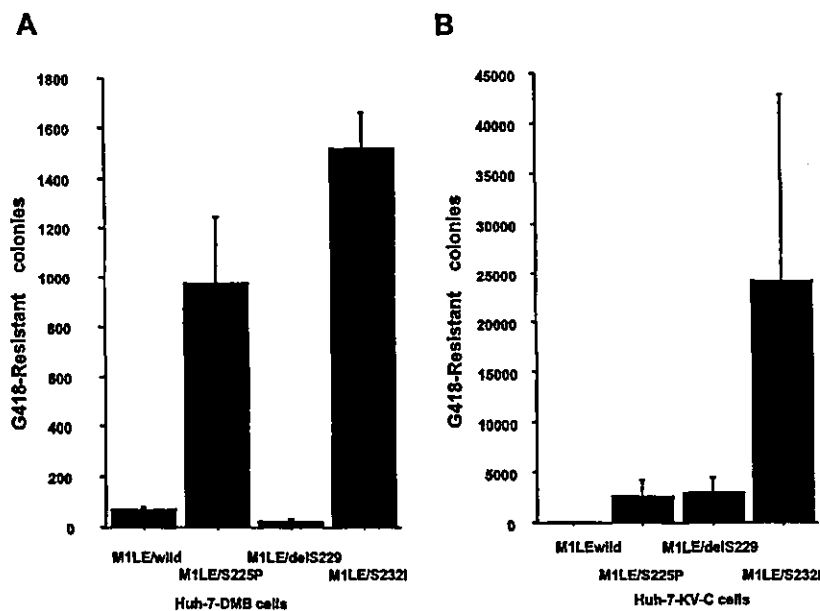 A
G418-Resistant colonies
1800
1600
1400
1200
1000
800
600
400
200
0
M1LE/wild
M1LE/S225P
M1LE/delS229
M1LE/S232I
Huh-7-DMB cells
B
G418-Resistant colonies
45000
40000
35000
30000
25000
20000
15000
10000
5000
0
M1LEwild
M1LE/S225P
M1LE/delS229
M1LE/S232I
Huh-7-KV-C cells